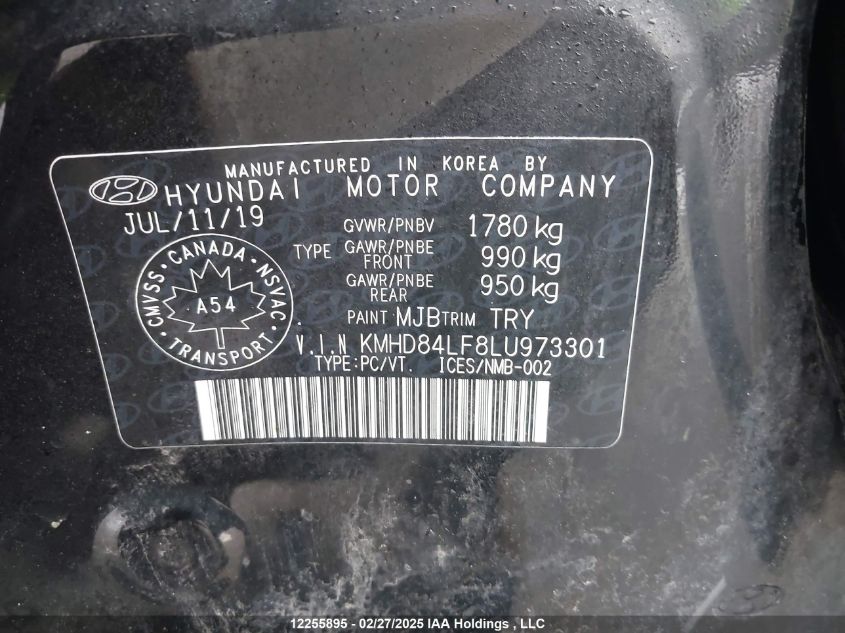 MANUFACTURED IN KOREA BY
HYUNDAI MOTOR COMPANY
JUL/11/19
GVWR/PNBV 1780 kg
TYPE GAWR/PNBE FRONT 990 kg
GAWR/PNBE REAR 950 kg
PAINT MJB TRIM TRY
CMVSS · CANADA · NSVAC · TRANSPORT
A54
V.I.N KMHD84LF8LU973301
TYPE:PC/VT. ICES/NMB-002
12255895 - 02/27/2025 IAA Holdings , LLC